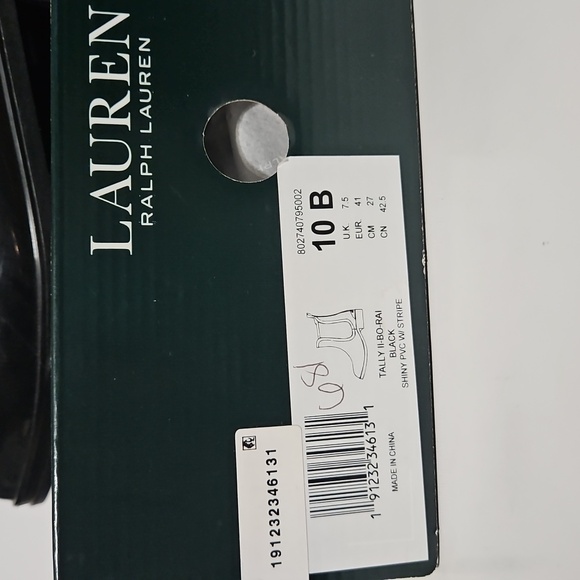 LAUREN
RALPH LAUREN
802740795002
10 B
U.K 7.5
EUR. 41
CM 27
CN 42.5
TALLY II-BO-RAI
BLACK
SHINY PVC W/ STRIPE
68
1 91232 34613 1
MADE IN CHINA
191232346131